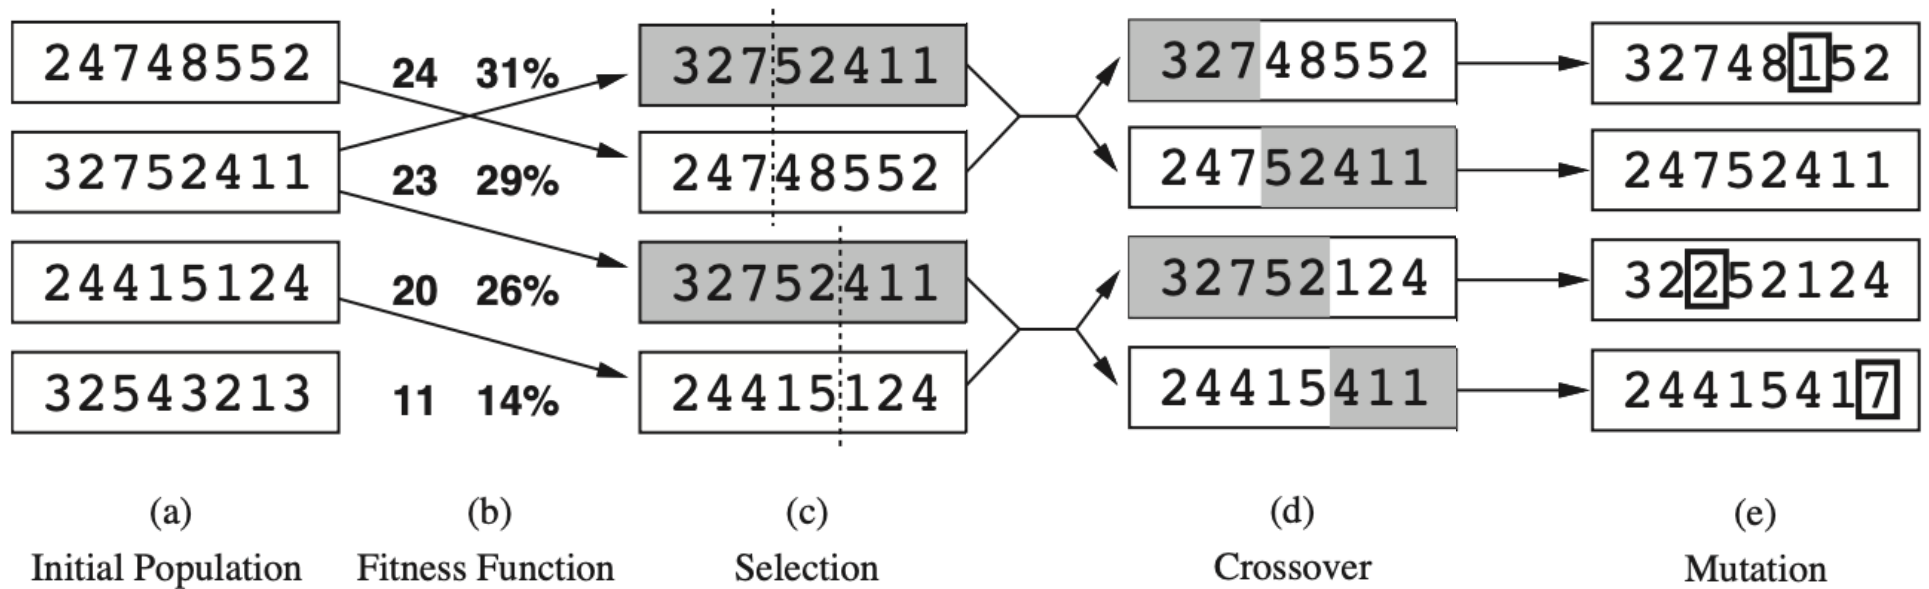 24748552 24 31% 32752411 32748552 32748152
32752411 23 29% 24748552 24752411 24752411
24415124 20 26% 32752411 32752124 32252124
32543213 11 14% 24415124 24415411 24415417
(a) (b) (c) (d) (e)
Initial Population Fitness Function Selection Crossover Mutation